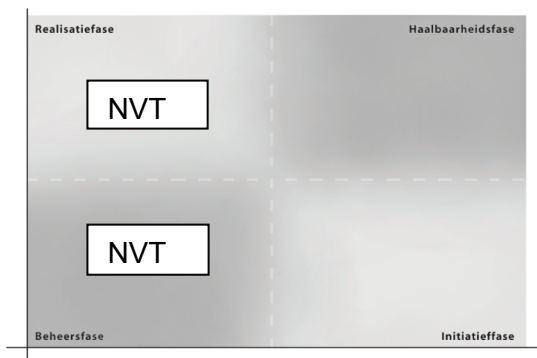 Realisatiefase
Haalbaarheidsfase
NVT
NVT
Beheersfase
Initiatieffase